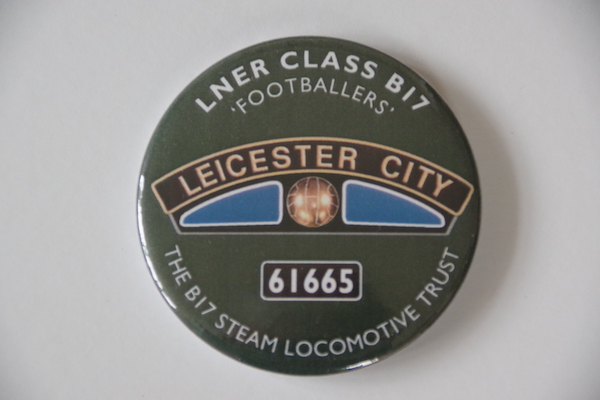 LNER CLASS B17
'FOOTBALLERS'
LEICESTER CITY
61665
THE B17 STEAM LOCOMOTIVE TRUST